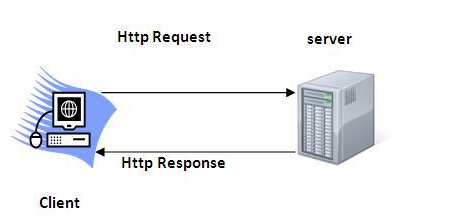 Http Request
server
Http Response
Client